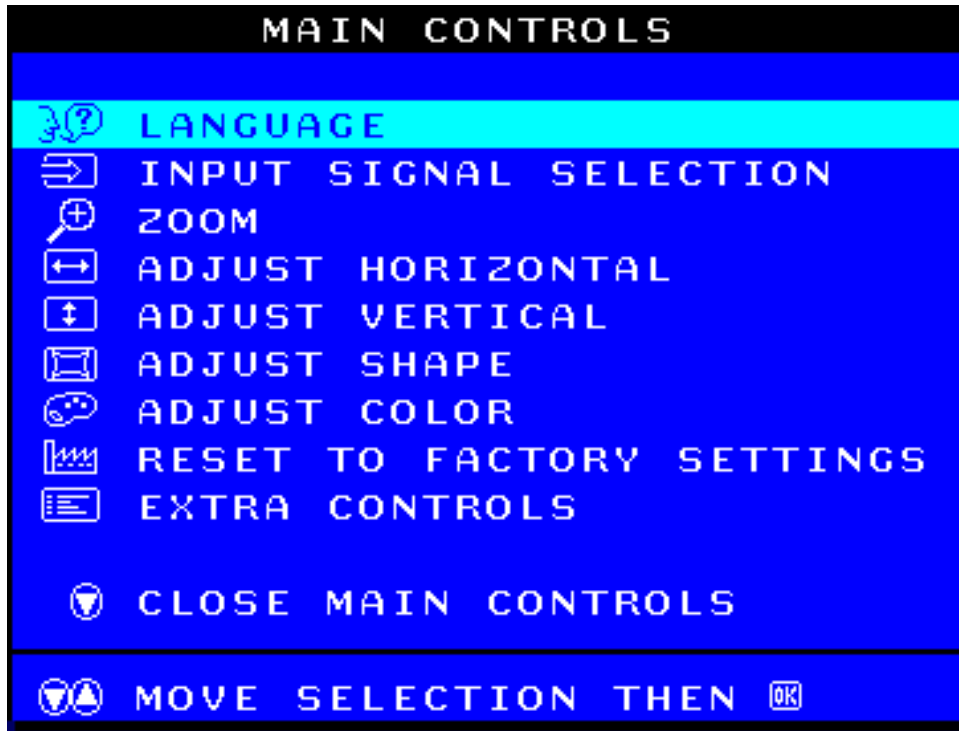 MAIN CONTROLS
LANGUAGE
INPUT SIGNAL SELECTION
ZOOM
ADJUST HORIZONTAL
ADJUST VERTICAL
ADJUST SHAPE
ADJUST COLOR
RESET TO FACTORY SETTINGS
EXTRA CONTROLS
CLOSE MAIN CONTROLS
MOVE SELECTION THEN OK